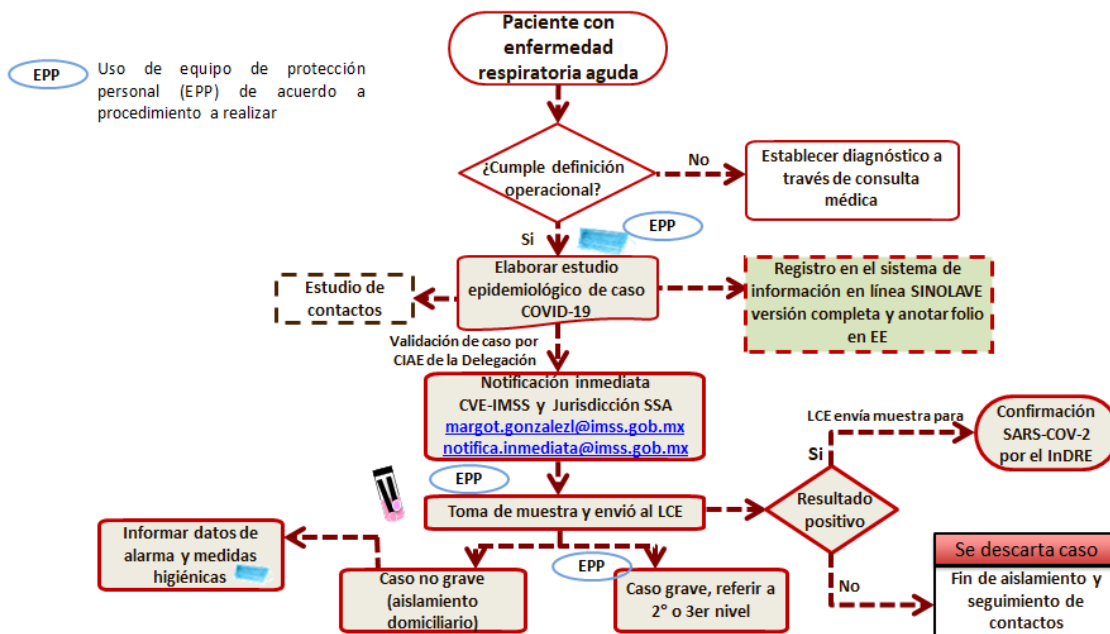 Paciente con
enfermedad
respiratoria aguda
EPP
Uso de equipo de protección
personal (EPP) de acuerdo a
procedimiento a realizar
¿Cumple definición
operacional?
No
Establecer diagnóstico a
través de consulta
médica
Si
EPP
Elaborar estudio
epidemiológico de caso
COVID-19
Estudio de
contactos
Registro en el sistema de
información en línea SINOLAVE
versión completa y anotar folio
en EE
Validación de caso por
CIAE de la Delegación
Notificación inmediata
CVE-IMSS y Jurisdicción SSA
margot.gonzalezl@imss.gob.mx
notifica.inmediata@imss.gob.mx
LCE envía muestra para
Si
Confirmación
SARS-COV-2
por el InDRE
EPP
Toma de muestra y envió al LCE
Resultado
positivo
Informar datos de
alarma y medidas
higiénicas
EPP
Caso no grave
(aislamiento
domiciliario)
Caso grave, referir a
2° o 3er nivel
No
Se descarta caso
Fin de aislamiento y
seguimiento de
contactos